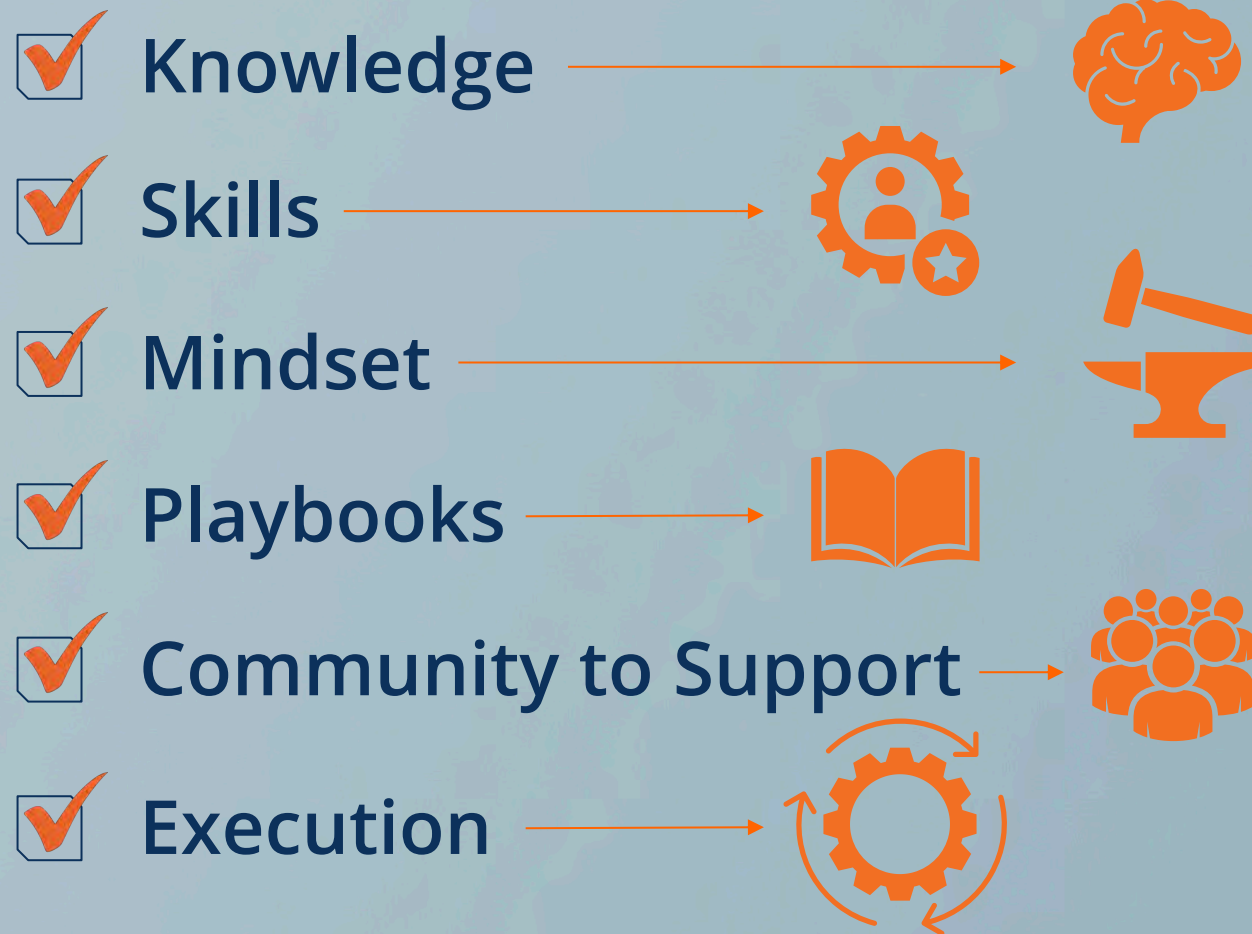 Knowledge
Skills
Mindset
Playbooks
Community to Support
Execution